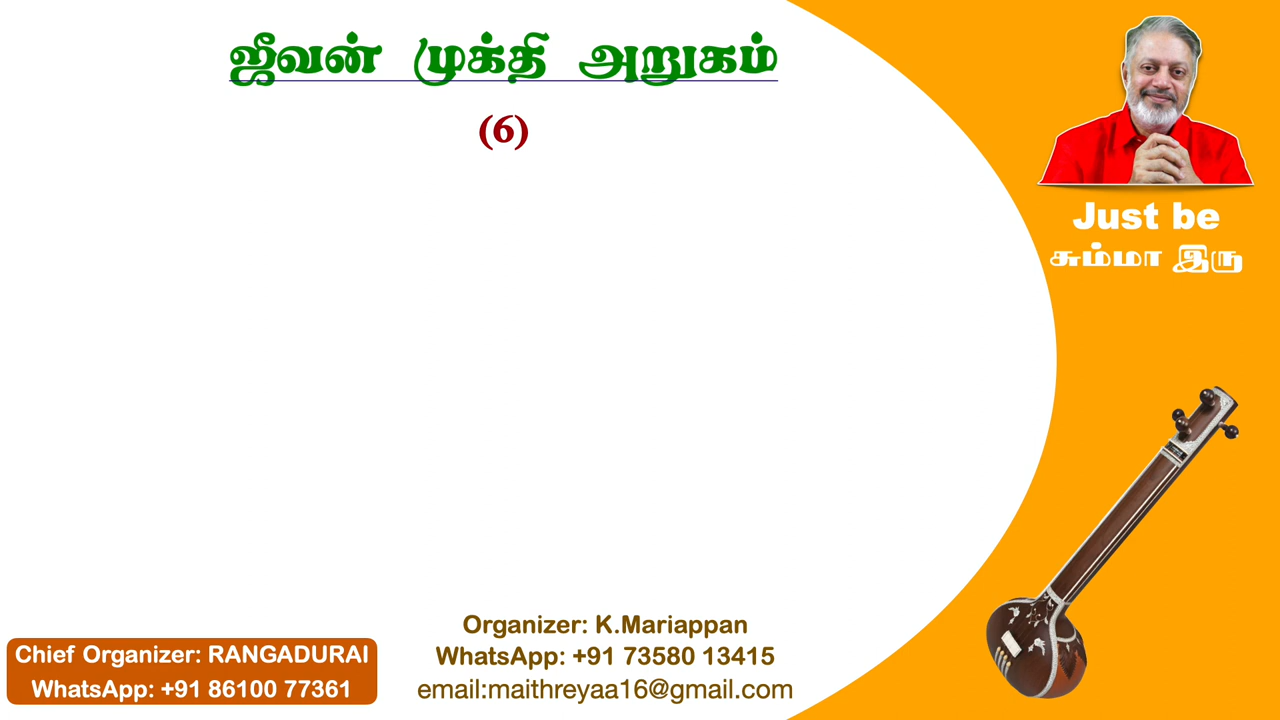 ஜீவன் முக்தி அறுகம்
(6)
Just be
சும்மா இரு
Organizer: K.Mariappan
WhatsApp: +91 73580 13415
email:maithreyaa16@gmail.com
Chief Organizer: RANGADURAI
WhatsApp: +91 86100 77361